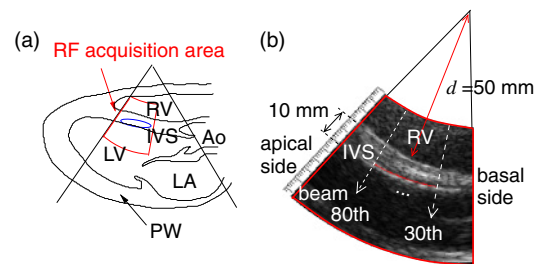 (a)
RF acquisition area
RV
IVS
Ao
LV
LA
PW
(b)
d=50 mm
10 mm
RV
apical
side
IVS
basal
side
beam
80th
...
30th